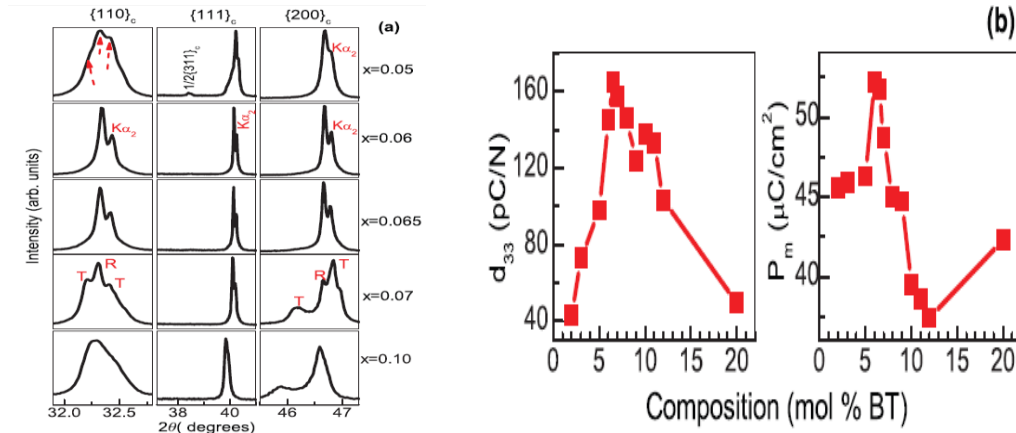 {110}c {111}c {200}c (a)
1/2{311}c
Kα2
x=0.05
Kα2 Kα2 Kα2
x=0.06
x=0.065
T R T
T R T
x=0.07
x=0.10
Intensity (arb. units)
32.0 32.5 38 40 46 47
2θ( degrees)
(b)
d33 (pC/N)
160
120
80
40
0 5 10 15 20
Pm (μC/cm²)
50
45
40
0 5 10 15 20
Composition (mol % BT)